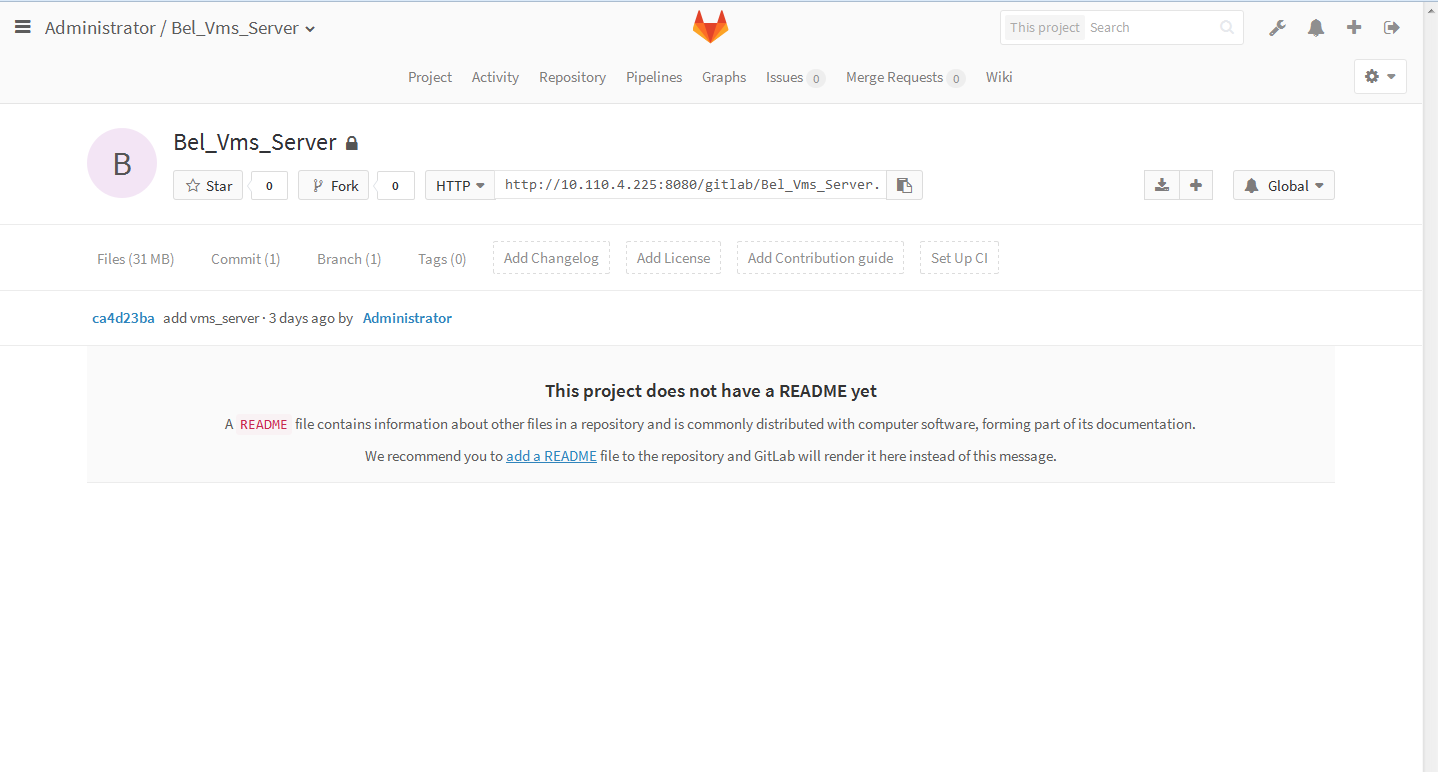 Administrator / Bel_Vms_Server
This project Search
Project Activity Repository Pipelines Graphs Issues 0 Merge Requests 0 Wiki
B
Bel_Vms_Server
Star 0 Fork 0 HTTP http://10.110.4.225:8080/gitlab/Bel_Vms_Server. Global
Files (31 MB) Commit (1) Branch (1) Tags (0) Add Changelog Add License Add Contribution guide Set Up CI
ca4d23ba add vms_server · 3 days ago by Administrator
This project does not have a README yet
A README file contains information about other files in a repository and is commonly distributed with computer software, forming part of its documentation.
We recommend you to add a README file to the repository and GitLab will render it here instead of this message.